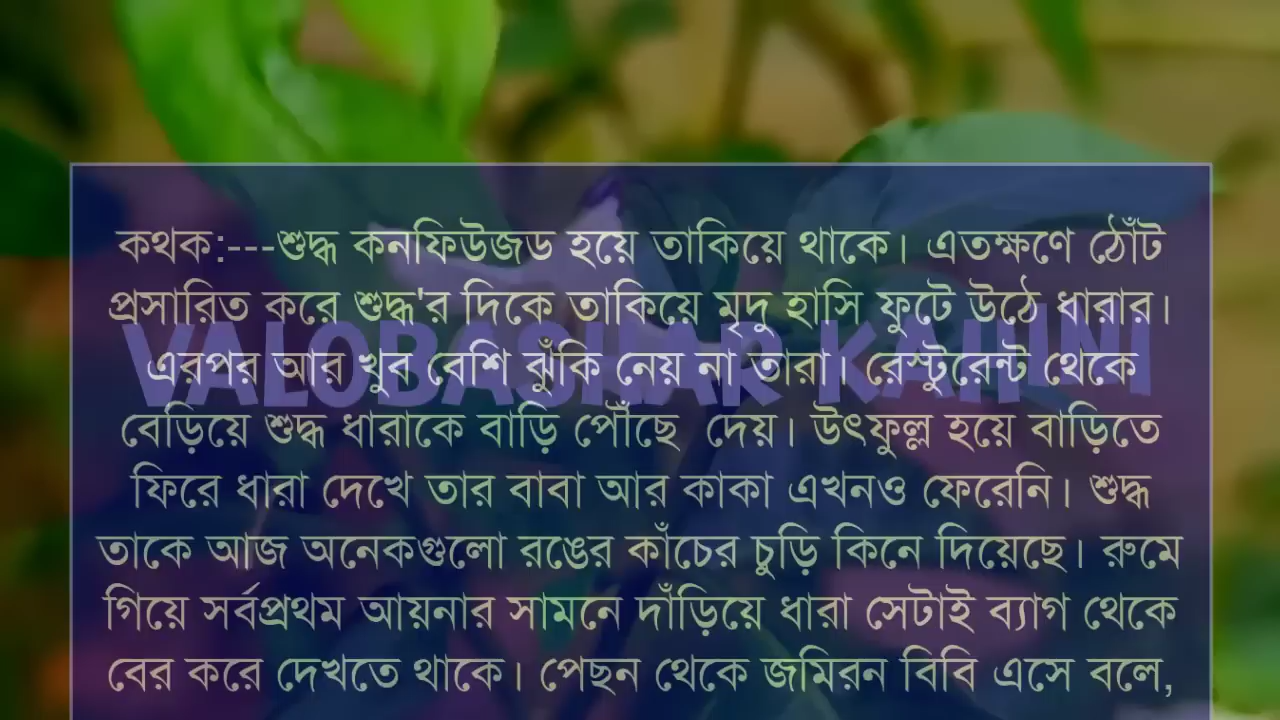 কথক:---শুদ্ধ কনফিউজড হয়ে তাকিয়ে থাকে। এতক্ষণে ঠোঁট
প্রসারিত করে শুদ্ধ'র দিকে তাকিয়ে মৃদু হাসি ফুটে উঠে ধারার।
এরপর আর খুব বেশি ঝুঁকি নেয় না তারা। রেস্টুরেন্ট থেকে
VALOBASHAR KAHINI
বেড়িয়ে শুদ্ধ ধারাকে বাড়ি পৌঁছে দেয়। উৎফুল্ল হয়ে বাড়িতে
ফিরে ধারা দেখে তার বাবা আর কাকা এখনও ফেরেনি। শুদ্ধ
তাকে আজ অনেকগুলো রঙের কাঁচের চুড়ি কিনে দিয়েছে। রুমে
গিয়ে সর্বপ্রথম আয়নার সামনে দাঁড়িয়ে ধারা সেটাই ব্যাগ থেকে
বের করে দেখতে থাকে। পেছন থেকে জমিরন বিবি এসে বলে,